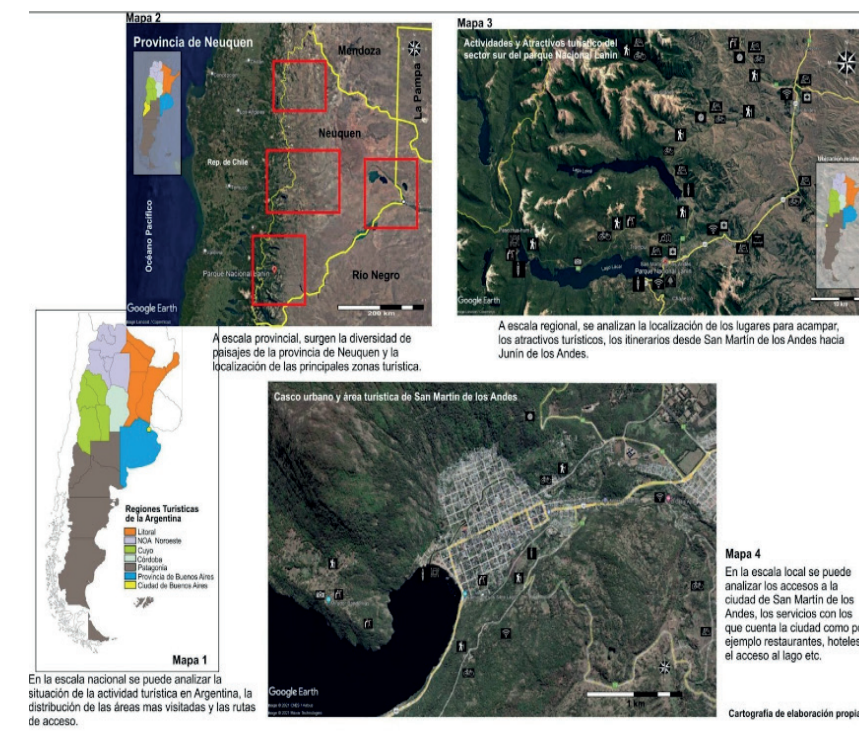 Mapa 2
Provincia de Neuquen
Mendoza
La Pampa
Neuquen
Rep. de Chile
Océano Pacífico
Parque Nacional Lanin
Rio Negro
Google Earth
200 km
A escala provincial, surgen la diversidad de
paisajes de la provincia de Neuquen y la
localización de las principales zonas turística.
Mapa 3
Actividades y Atractivos turistico del
sector sur del parque Nacional Lanin
Lago Lácar
Parque Nacional Lanin
Google Earth
10 km
A escala regional, se analizan la localización de los lugares para acampar,
los atractivos turísticos, los itinerarios desde San Martín de los Andes hacia
Junín de los Andes.
Regiones Turísticas
de la Argentina
Litoral
NOA Noroeste
Cuyo
Córdoba
Patagonia
Provincia de Buenos Aires
Ciudad de Buenos Aires
Mapa 1
En la escala nacional se puede analizar la
situación de la actividad turística en Argentina, la
distribución de las áreas mas visitadas y las rutas
de acceso.
Casco urbano y área turística de San Martin de los Andes
Google Earth
1 km
Mapa 4
En la escala local se puede
analizar los accesos a la
ciudad de San Martín de los
Andes, los servicios con los
que cuenta la ciudad como po
ejemplo restaurantes, hoteles
el acceso al lago etc.
Cartografía de elaboración propia